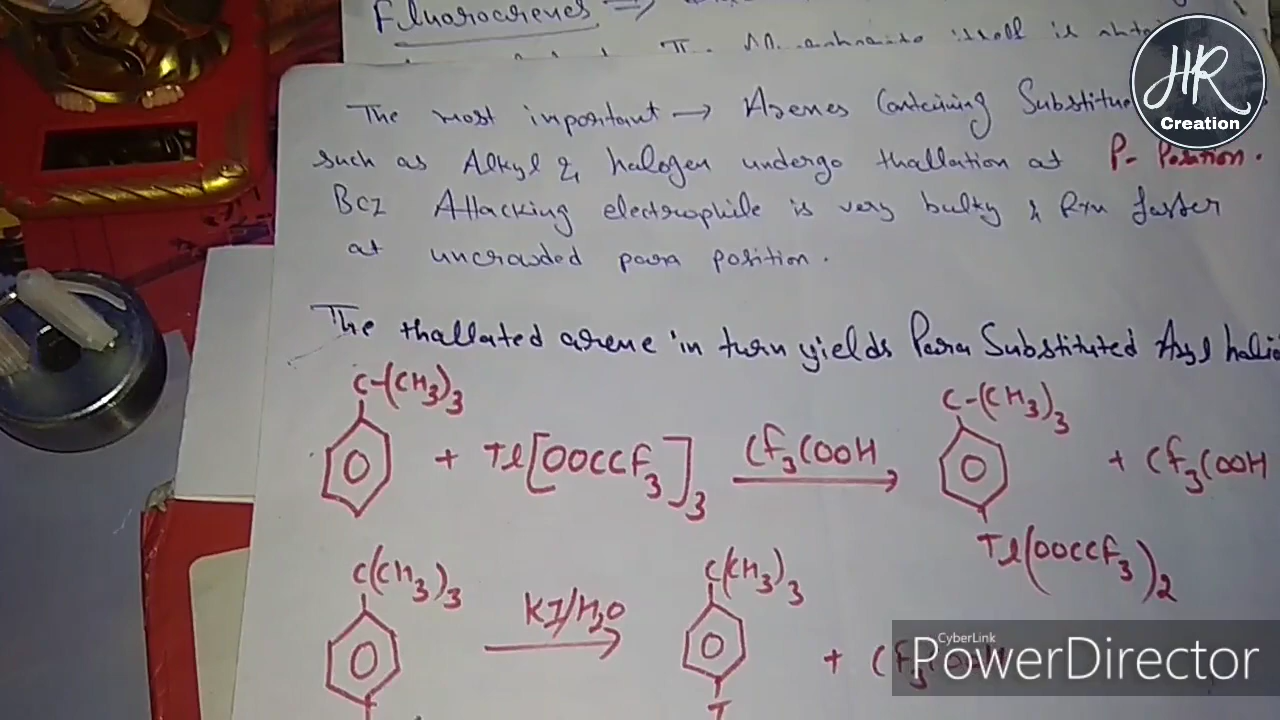 Fluorocrenes ⇒
The most important → Arenes Containing Substitue
such as Alkyl & halogen undergo thallation at P- Position.
Bcz Attacking electrophile is very bulky & Rxn faster
at uncrowded para position.
The thallated arene in turn yields Para Substituted Aryl halid
C-(CH3)3 C-(CH3)3
+ Tl[OOCCF3]3 CF3COOH + CF3COOH
Tl(OOCCF3)2
C(CH3)3 KI/H2O C(CH3)3
+
HR
Creation
CyberLink
PowerDirector